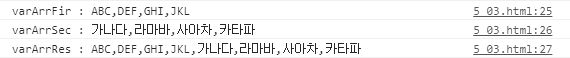 varArrFir : ABC,DEF,GHI,JKL 5 03.html:25
varArrSec : 가나다,라마바,사아차,카타파 5 03.html:26
varArrRes : ABC,DEF,GHI,JKL,가나다,라마바,사아차,카타파 5 03.html:27